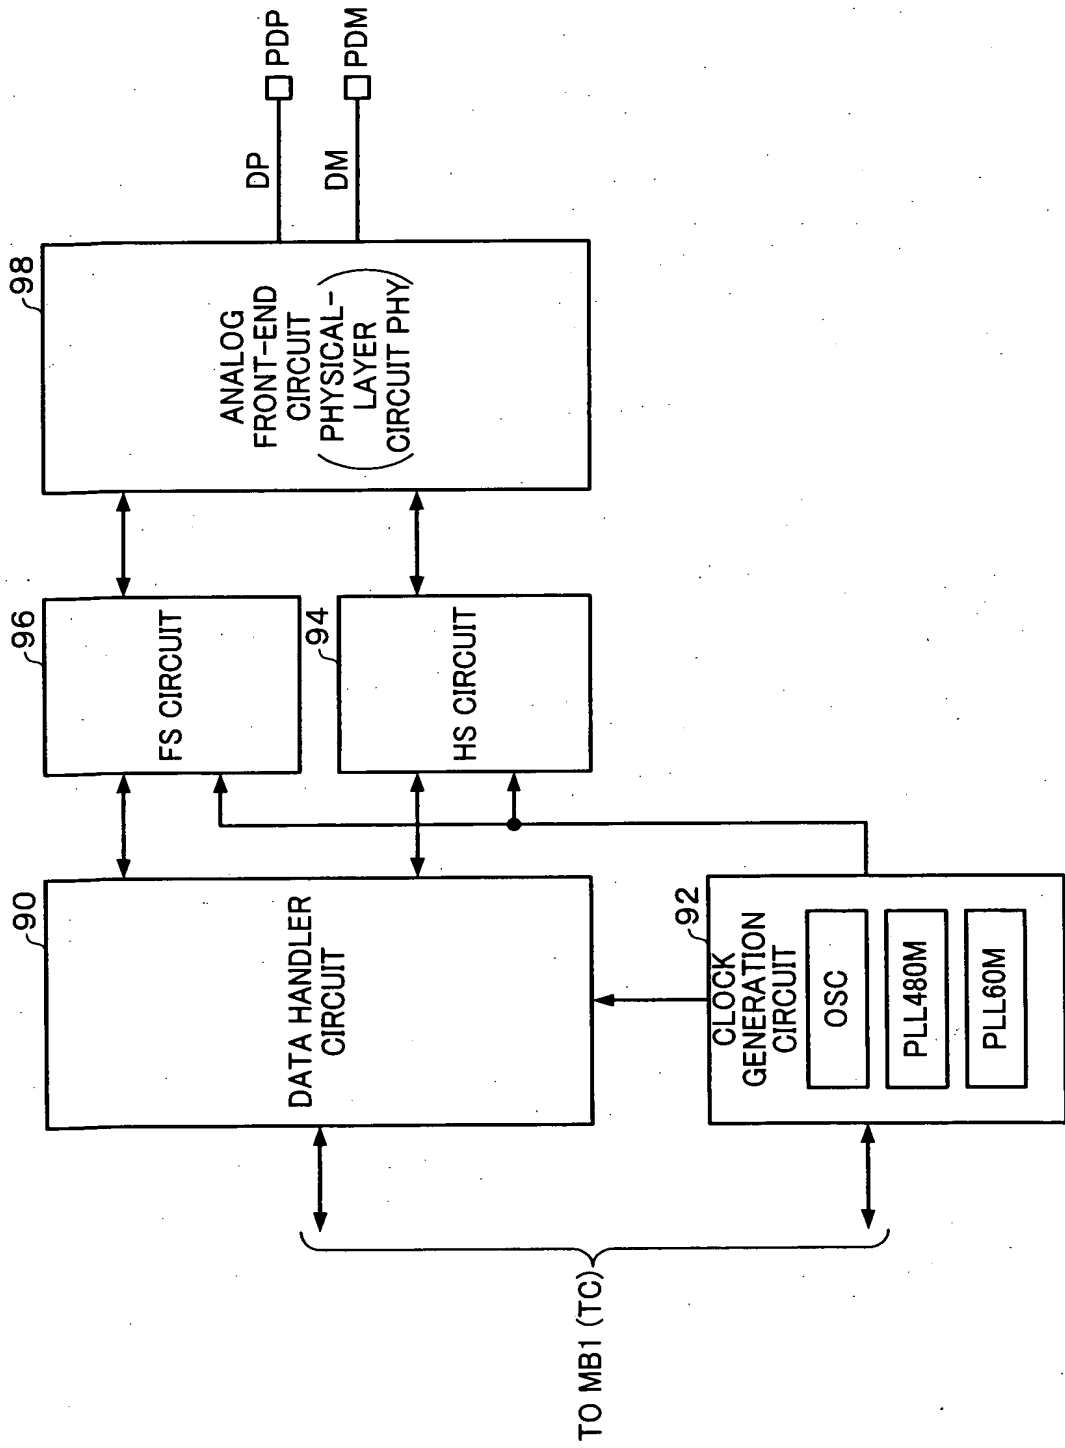 TO MB1 (TC)
90
DATA HANDLER
CIRCUIT
92
CLOCK
GENERATION
CIRCUIT
OSC
PLL480M
PLL60M
96
FS CIRCUIT
94
HS CIRCUIT
98
ANALOG
FRONT-END
CIRCUIT
(PHYSICAL-
LAYER
CIRCUIT PHY)
DP
PDP
DM
PDM